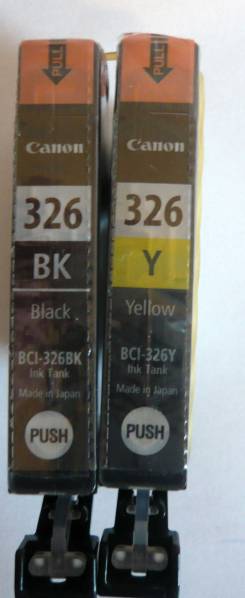 PULL
Canon
326
BK
Black
BCI-326BK
Ink Tank
Made in Japan
PUSH
PULL
Canon
326
Y
Yellow
BCI-326Y
Ink Tank
Made in Japan
PUSH